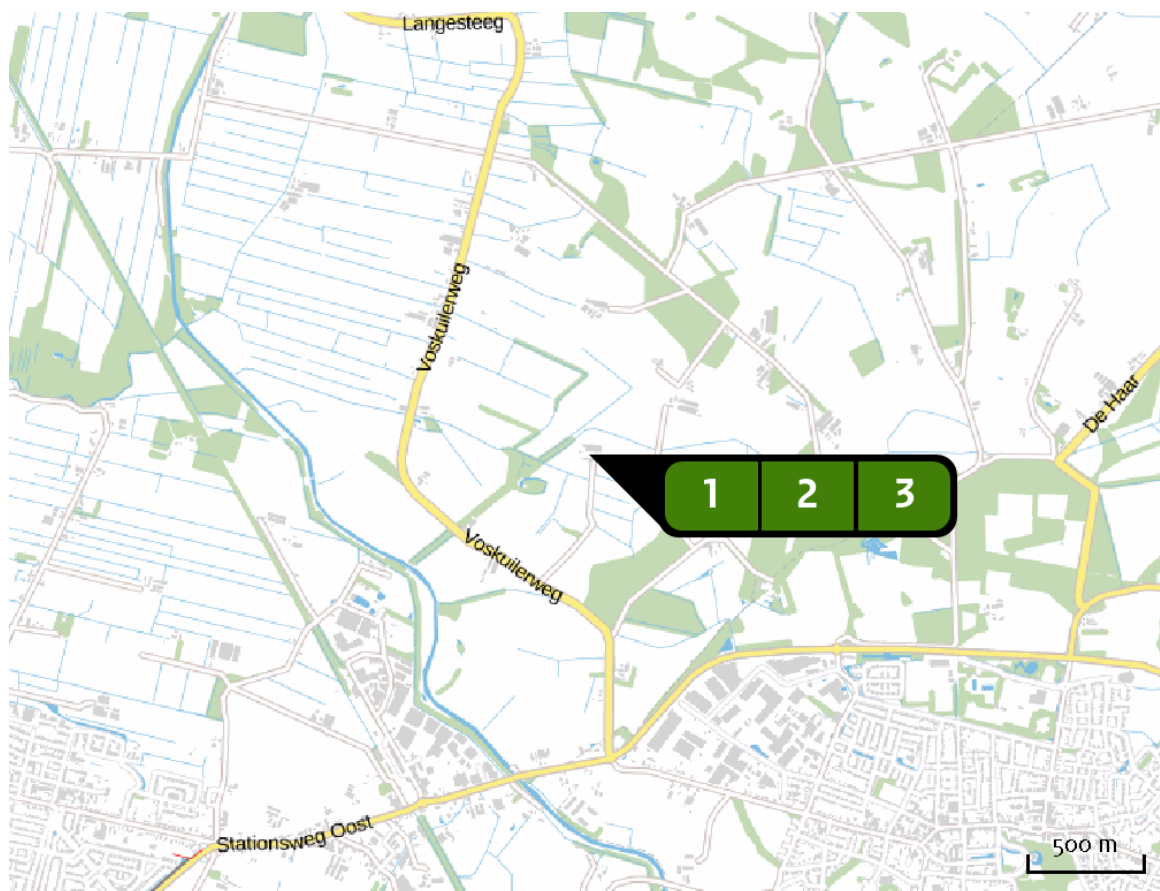 Langesteeg
Voskuilerweg
De Haar
1 2 3
Voskuilerweg
Stationsweg Oost
500 m